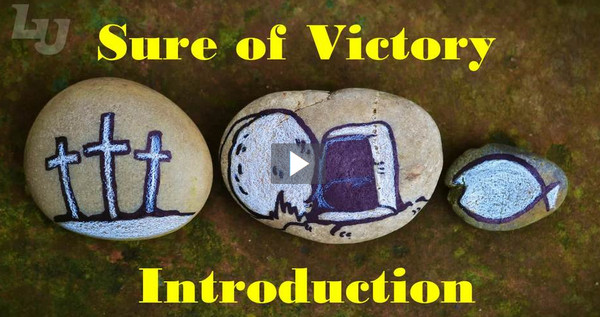 LU
Sure of Victory
Introduction